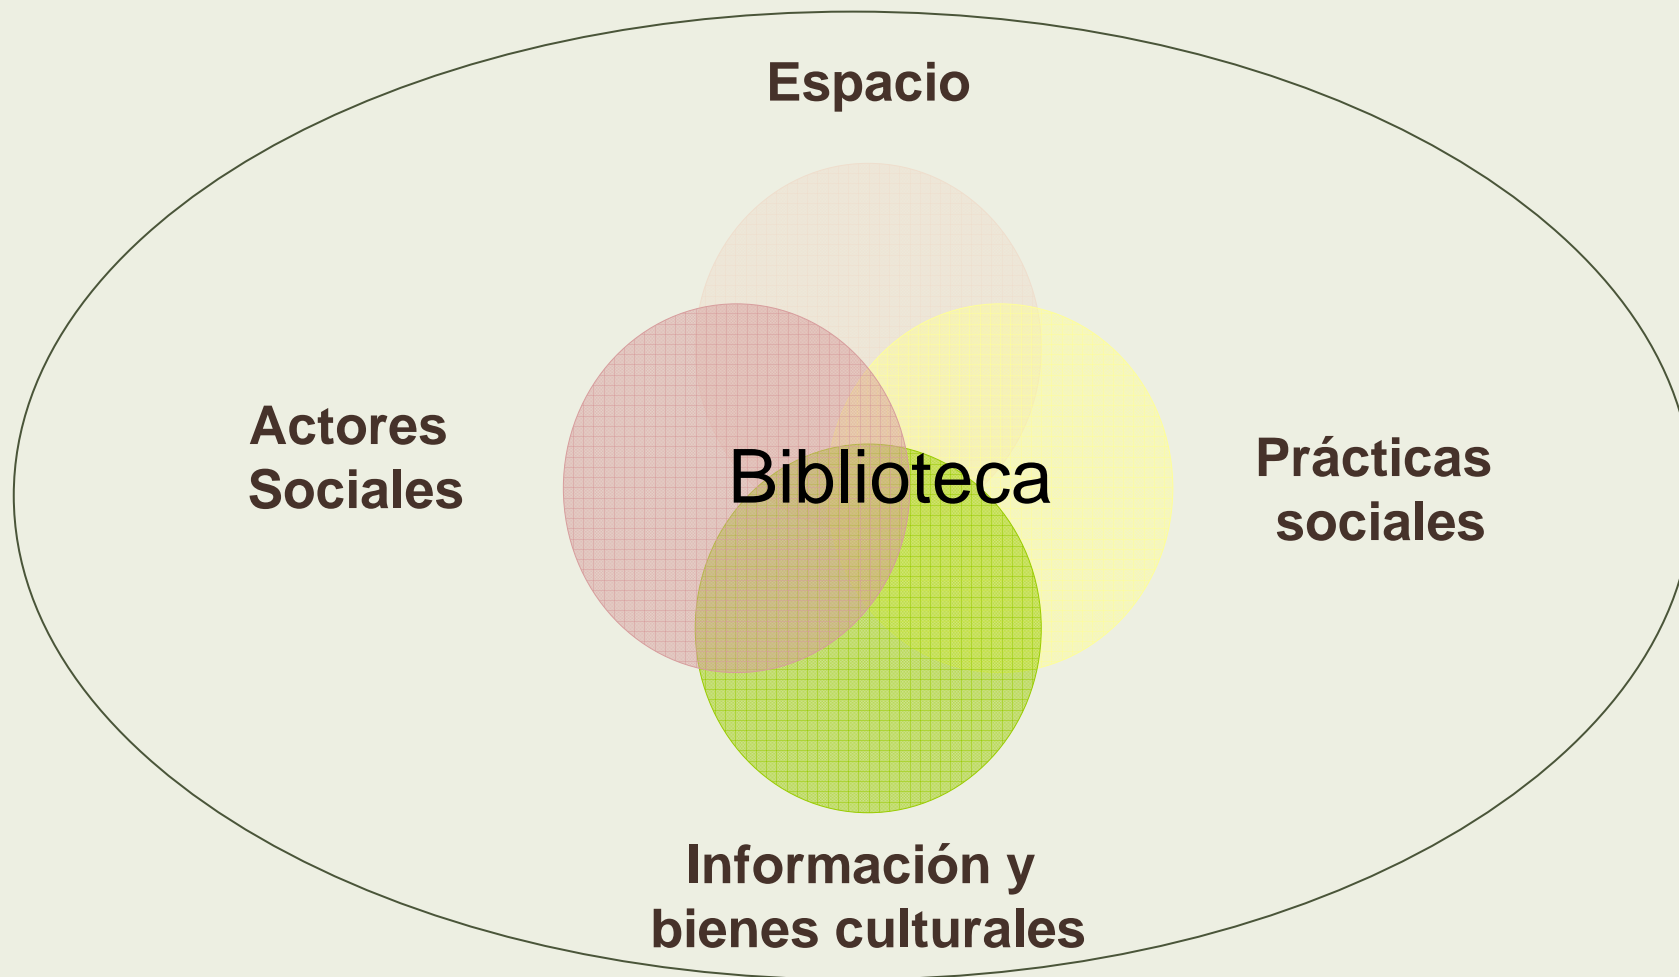 Espacio
Actores
Sociales
Biblioteca
Prácticas
sociales
Información y
bienes culturales